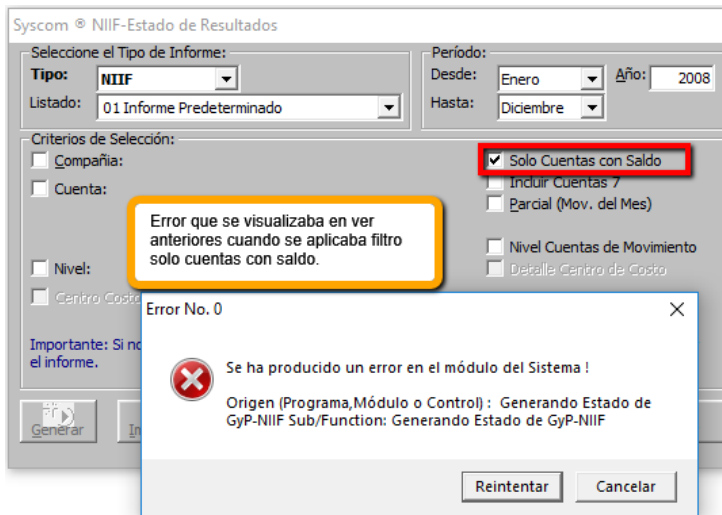 Syscom ® NIIF-Estado de Resultados
Seleccione el Tipo de Informe:
Tipo: NIIF
Listado: 01 Informe Predeterminado
Período:
Desde: Enero Año: 2008
Hasta: Diciembre
Criterios de Selección:
Compañia:
Cuenta:
Nivel:
Centro Costo
Solo Cuentas con Saldo
Incluir Cuentas 7
Parcial (Mov. del Mes)
Nivel Cuentas de Movimiento
Detalle Centro de Costo
Error que se visualizaba en ver
anteriores cuando se aplicaba filtro
solo cuentas con saldo.
Importante: Si no
el informe.
Generar
Error No. 0
Se ha producido un error en el módulo del Sistema !
Origen (Programa,Módulo o Control) : Generando Estado de
GyP-NIIF Sub/Function: Generando Estado de GyP-NIIF
Reintentar Cancelar